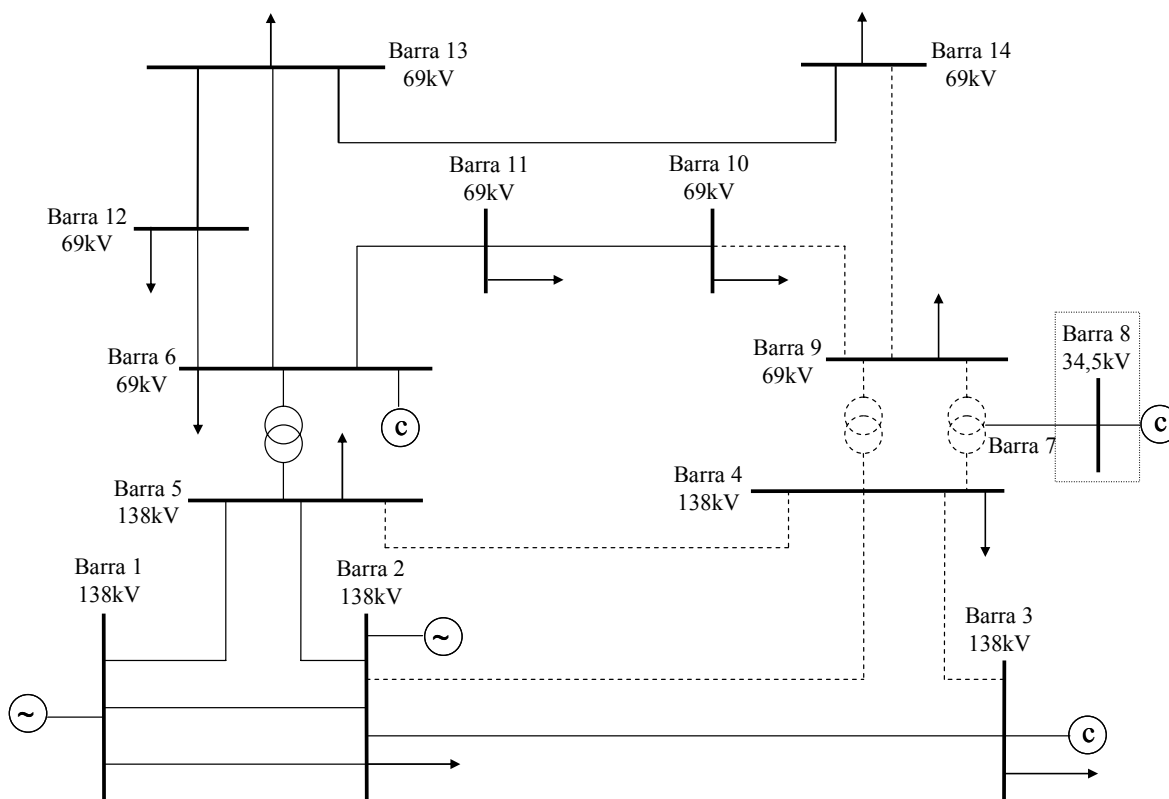 Barra 13
69kV
Barra 14
69kV
Barra 11
69kV
Barra 10
69kV
Barra 12
69kV
Barra 6
69kV
C
Barra 9
69kV
Barra 8
34,5kV
C
Barra 7
Barra 5
138kV
Barra 4
138kV
Barra 1
138kV
Barra 2
138kV
~
Barra 3
138kV
~
C